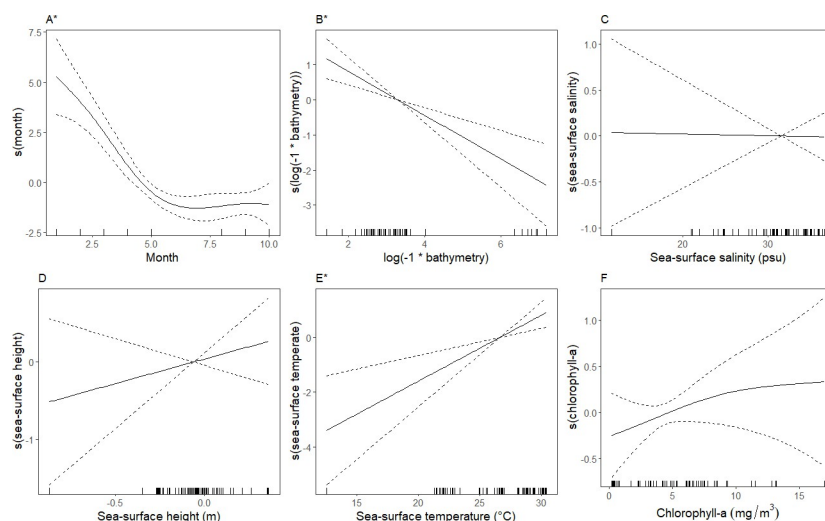 A*
7.5
5.0
2.5
0.0
-2.5
s(month)
2.5
5.0
7.5
10.0
Month
B*
1
0
-1
-2
-3
s(log(-1 * bathymetry))
2
4
6
log(-1 * bathymetry)
C
1.0
0.5
0.0
-0.5
-1.0
s(sea-surface salinity)
20
30
Sea-surface salinity (psu)
D
0
-1
s(sea-surface height)
-0.5
0.0
Sea-surface height (m)
E*
0
-2
-4
s(sea-surface temperate)
15
20
25
30
Sea-surface temperature (°C)
F
1.0
0.5
0.0
-0.5
s(chlorophyll-a)
0
5
10
15
Chlorophyll-a (mg/m³)